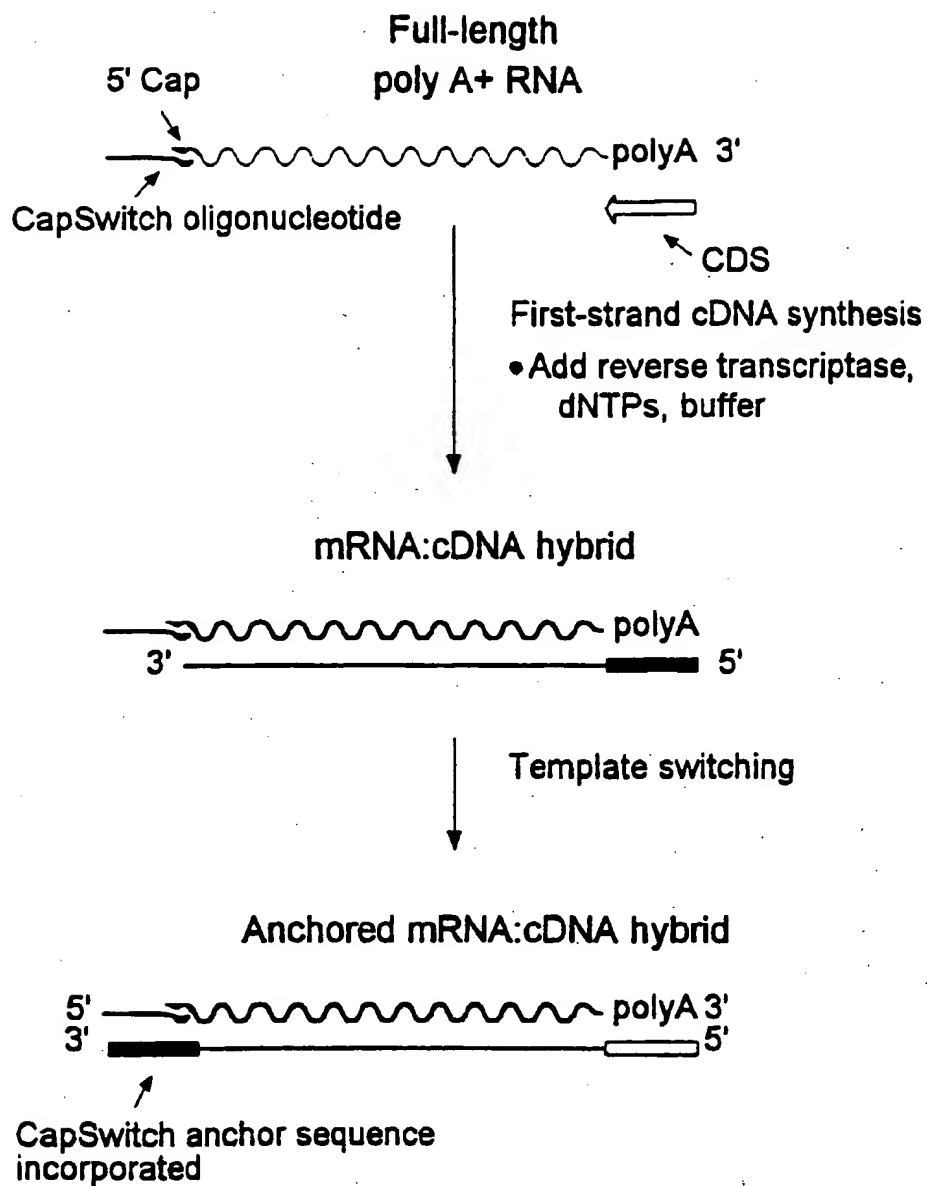 Full-length
poly A+ RNA
5' Cap
polyA 3'
CapSwitch oligonucleotide
CDS
First-strand cDNA synthesis
• Add reverse transcriptase,
dNTPs, buffer
mRNA:cDNA hybrid
polyA
3'
5'
Template switching
Anchored mRNA:cDNA hybrid
5'
polyA 3'
3'
5'
CapSwitch anchor sequence
incorporated